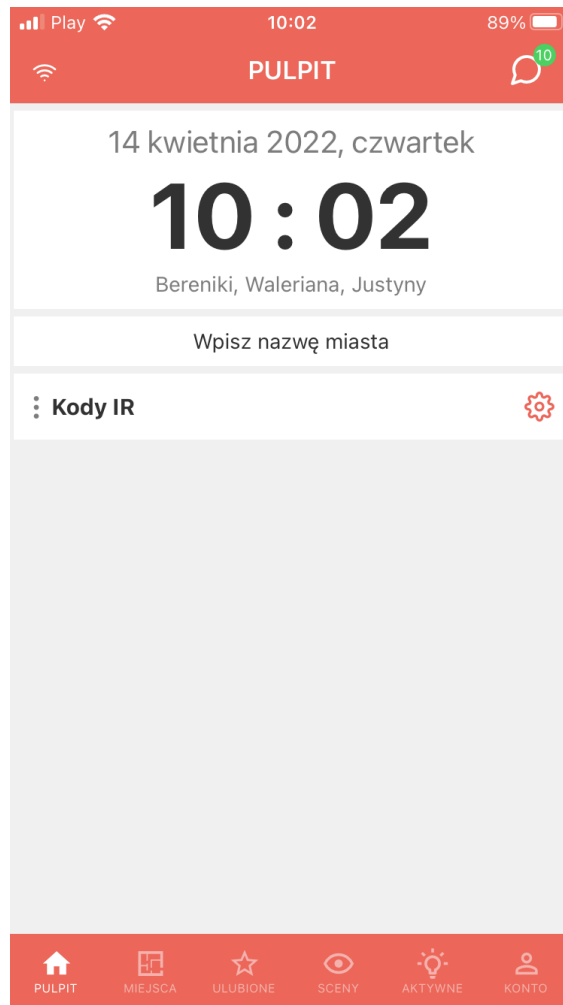 Play 10:02 89%
PULPIT 10
14 kwietnia 2022, czwartek
10 : 02
Bereniki, Waleriana, Justyny
Wpisz nazwę miasta
Kody IR
PULPIT MIEJSCA ULUBIONE SCENY AKTYWNE KONTO